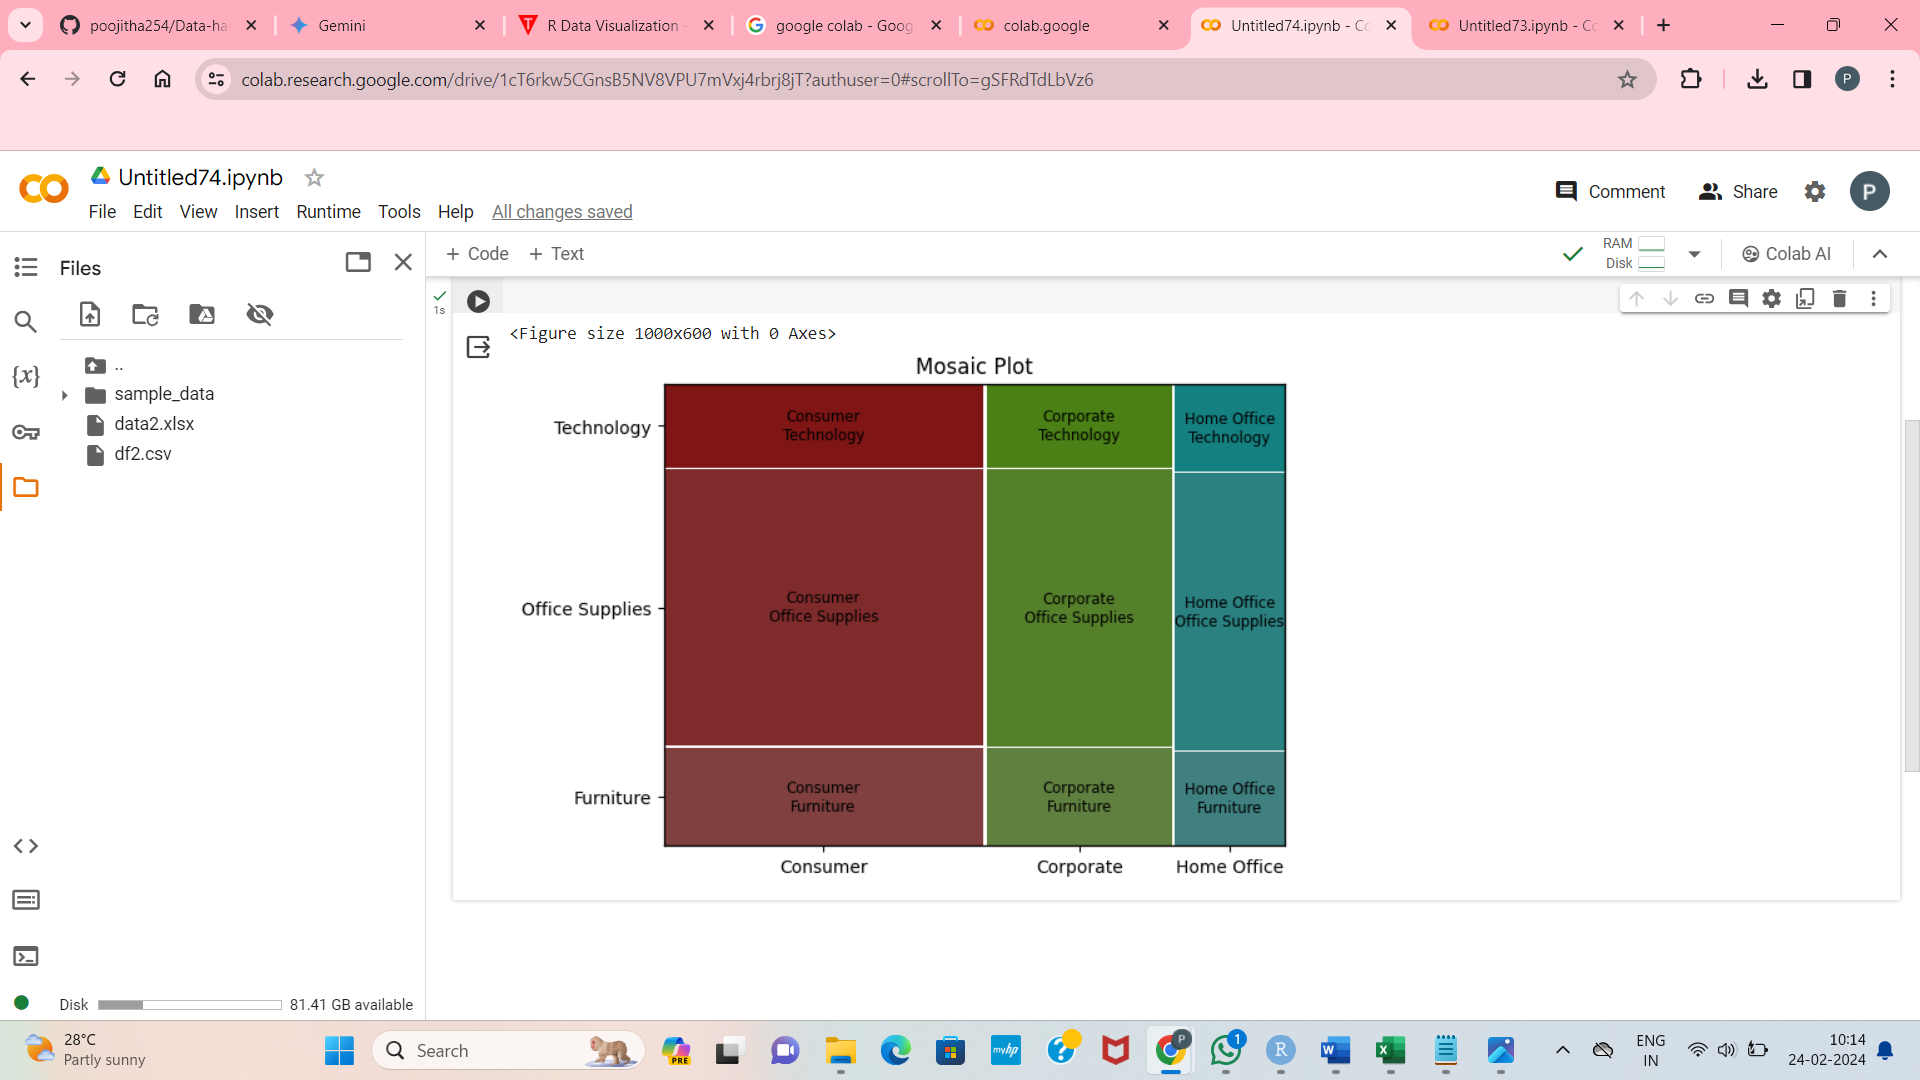 poojitha254/Data-ha
Gemini
R Data Visualization -
google colab - Goog
colab.google
Untitled74.ipynb - Co
Untitled73.ipynb - Co
colab.research.google.com/drive/1cT6rkw5CGnsB5NV8VPU7mVxj4rbrj8jT?authuser=0#scrollTo=gSFRdTdLbVz6
P
Untitled74.ipynb
Comment
Share
P
File Edit View Insert Runtime Tools Help All changes saved
Files
+ Code + Text
RAM
Disk
Colab AI
1s
<Figure size 1000x600 with 0 Axes>
{x}
..
sample_data
data2.xlsx
df2.csv
Mosaic Plot
Technology
Consumer
Technology
Corporate
Technology
Home Office
Technology
Office Supplies
Consumer
Office Supplies
Corporate
Office Supplies
Home Office
Office Supplies
Furniture
Consumer
Furniture
Corporate
Furniture
Home Office
Furniture
Consumer
Corporate
Home Office
Disk
81.41 GB available
28°C
Partly sunny
Search
PRE
myhp
P
1
R
W
X
ENG
IN
10:14
24-02-2024